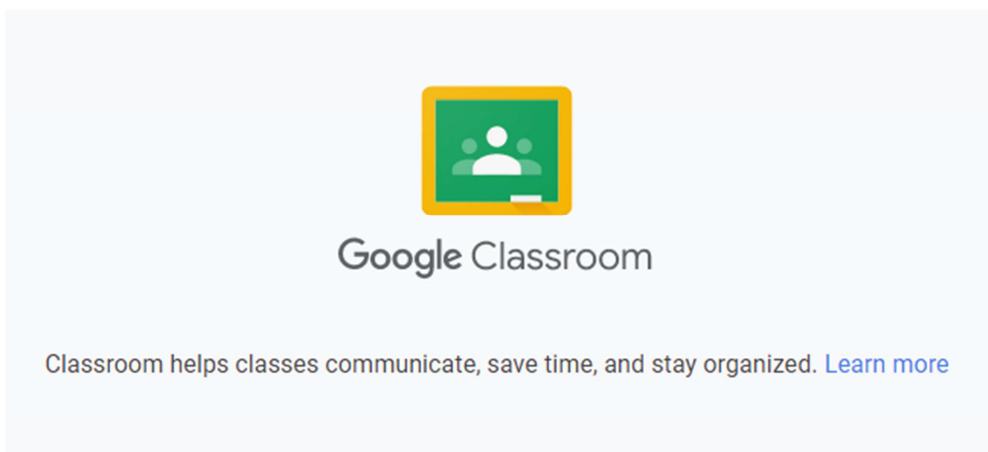 Google Classroom
Classroom helps classes communicate, save time, and stay organized. Learn more